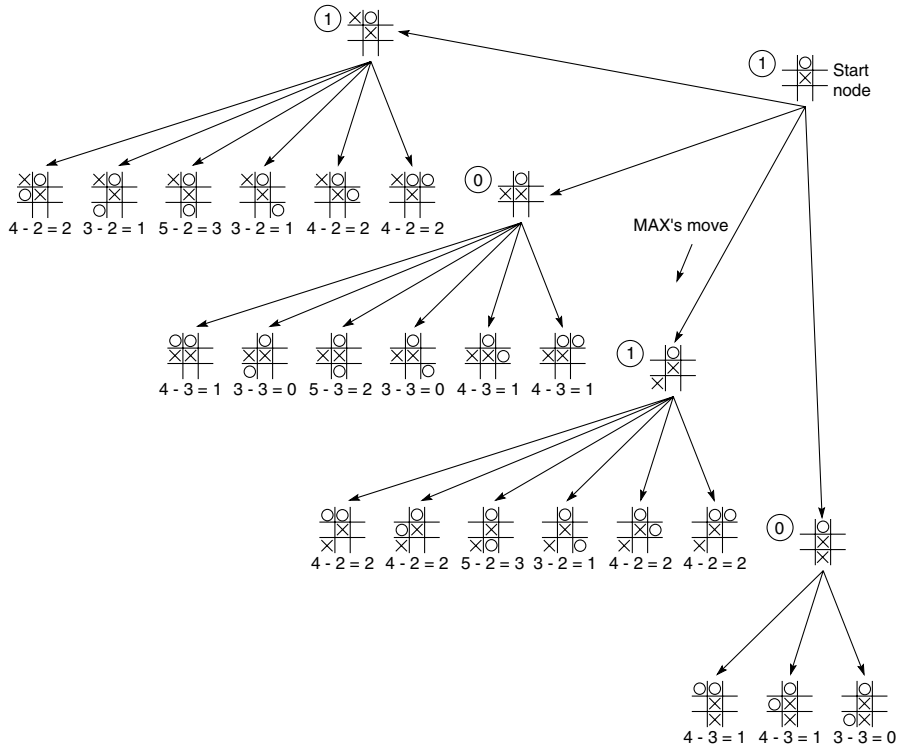 1
1
Start
node
4 - 2 = 2 3 - 2 = 1 5 - 2 = 3 3 - 2 = 1 4 - 2 = 2 4 - 2 = 2
0
MAX's move
4 - 3 = 1 3 - 3 = 0 5 - 3 = 2 3 - 3 = 0 4 - 3 = 1 4 - 3 = 1
1
4 - 2 = 2 4 - 2 = 2 5 - 2 = 3 3 - 2 = 1 4 - 2 = 2 4 - 2 = 2
0
4 - 3 = 1 4 - 3 = 1 3 - 3 = 0